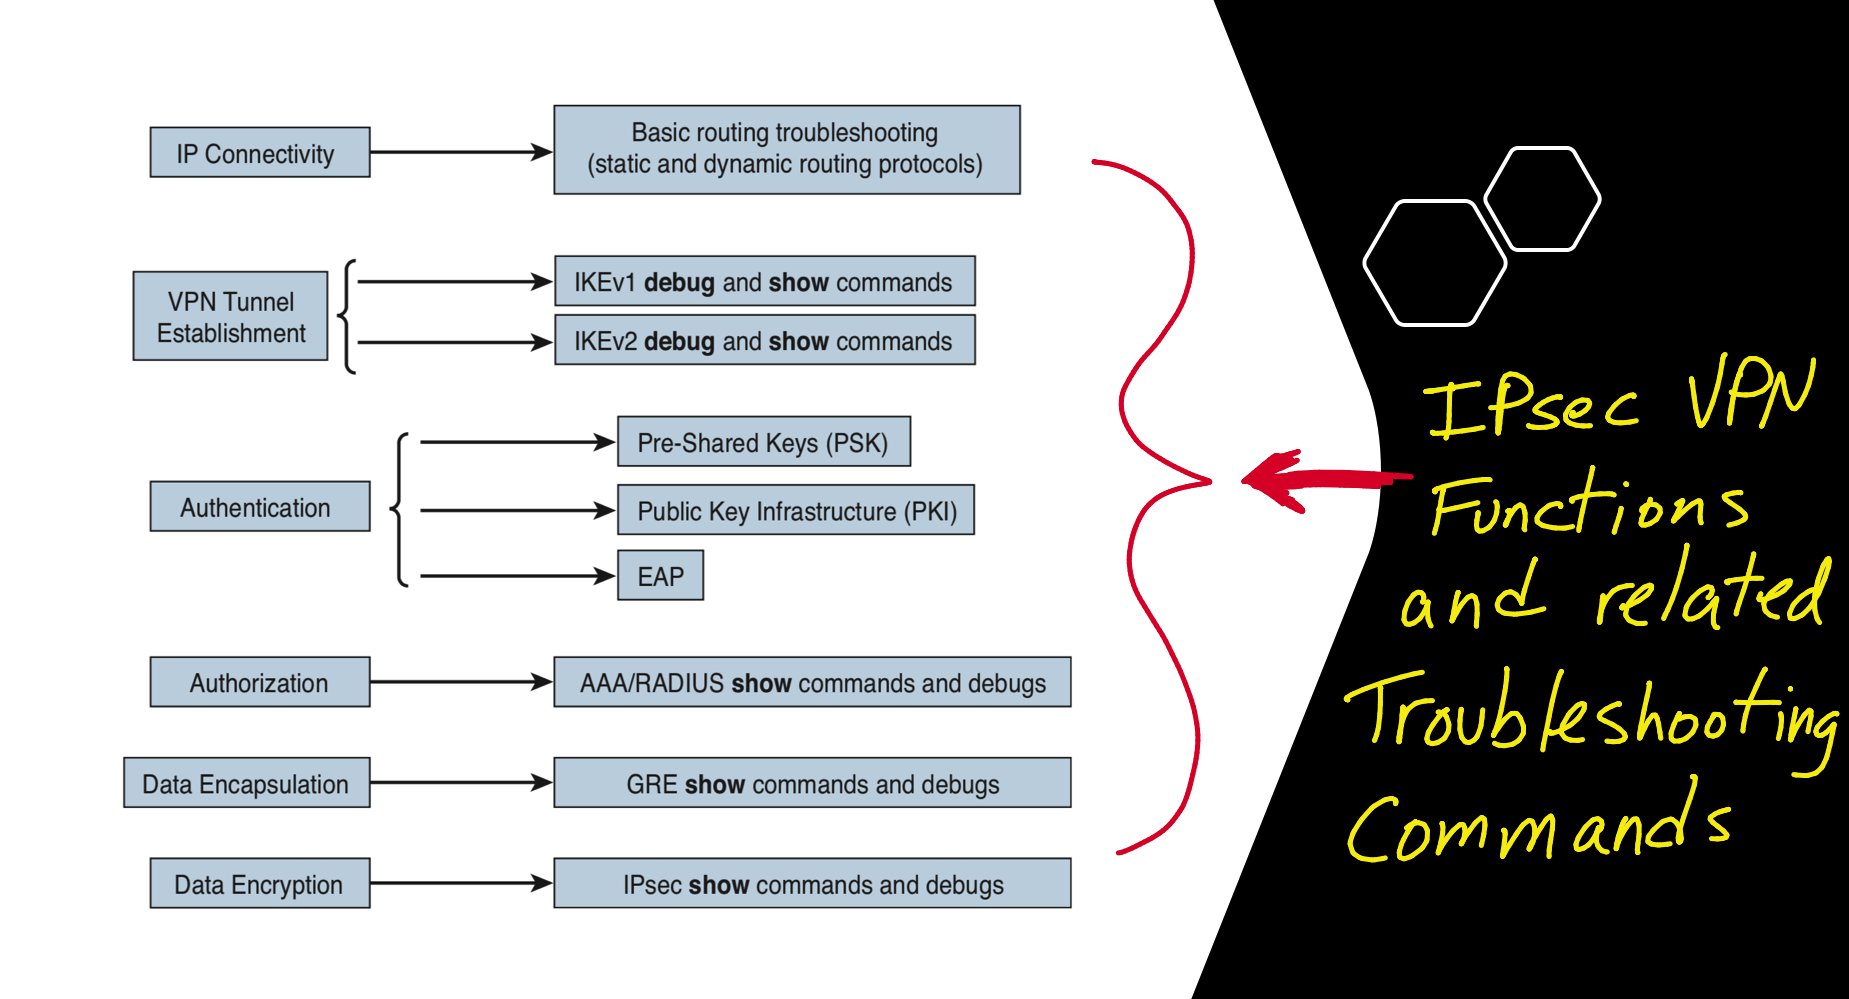 IP Connectivity
Basic routing troubleshooting
(static and dynamic routing protocols)
VPN Tunnel
Establishment
IKEv1 debug and show commands
IKEv2 debug and show commands
Authentication
Pre-Shared Keys (PSK)
Public Key Infrastructure (PKI)
EAP
Authorization
AAA/RADIUS show commands and debugs
Data Encapsulation
GRE show commands and debugs
Data Encryption
IPsec show commands and debugs
IPsec VPN
Functions
and related
Troubleshooting
Commands